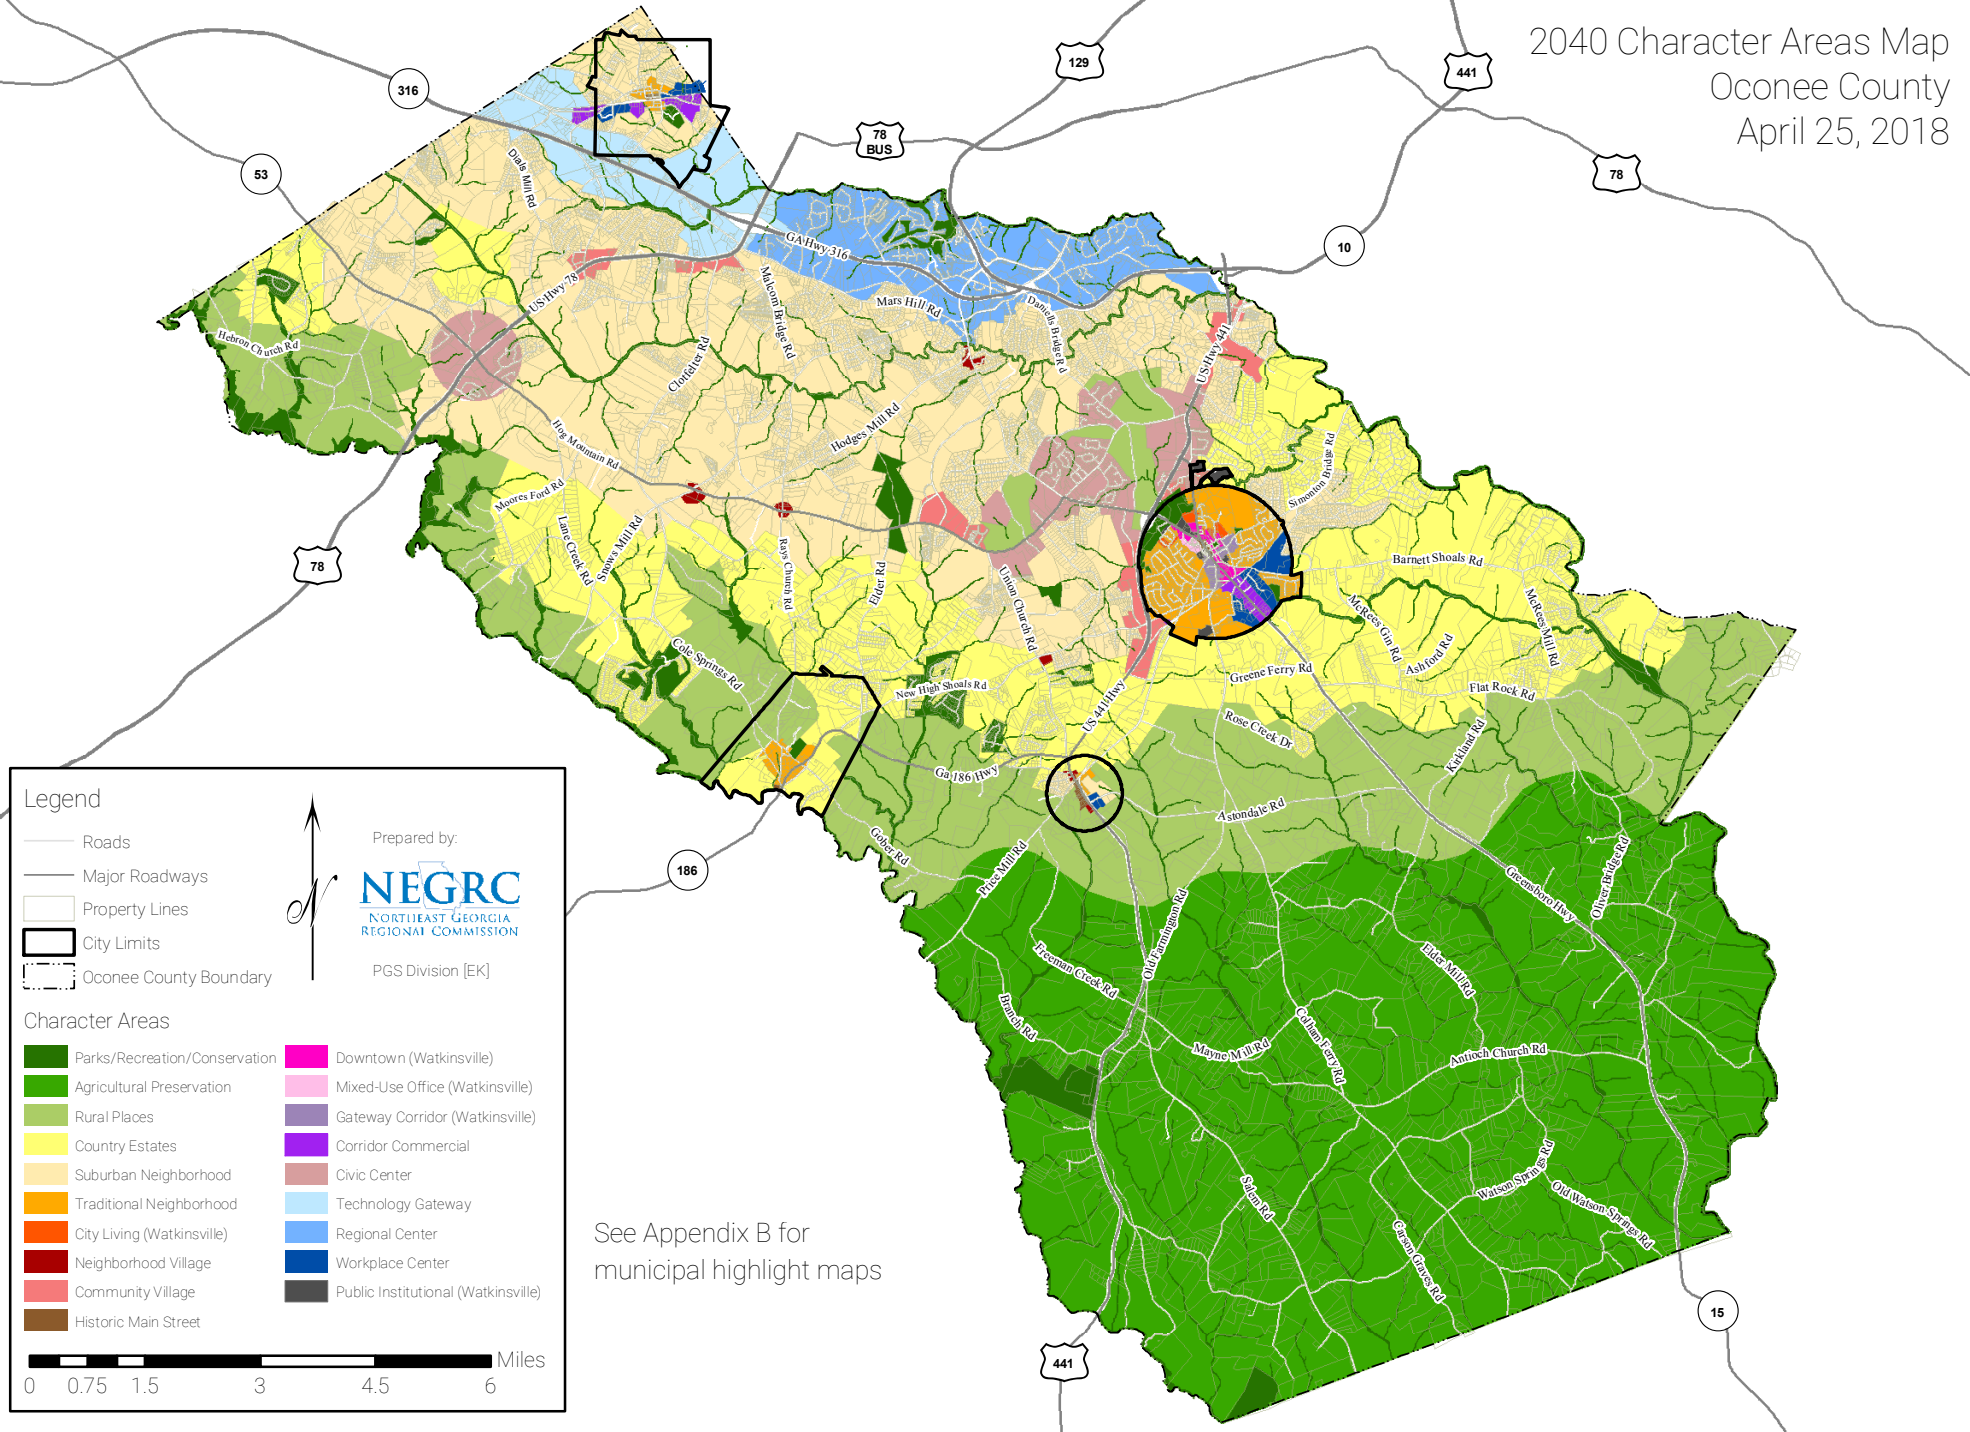 2040 Character Areas Map
Oconee County
April 25, 2018
316
53
129
441
78
BUS
78
10
Dials Mill Rd
GA Hwy 316
US Hwy 78
Malcom Bridge Rd
Mars Hill Rd
Daniells Bridge Rd
US Hwy 441
Hebron Church Rd
Clotfelter Rd
Hodges Mill Rd
Hog Mountain Rd
Simonton Bridge Rd
Moores Ford Rd
Lane Creek Rd
Snows Mill Rd
Rays Church Rd
Elder Rd
Union Church Rd
Barnett Shoals Rd
McRees Gin Rd
Ashford Rd
McRees Mill Rd
78
Cole Springs Rd
New High Shoals Rd
US 441 Hwy
Greene Ferry Rd
Flat Rock Rd
Rose Creek Dr
Kirkland Rd
Ga 186 Hwy
Astondale Rd
Gober Rd
Price Mill Rd
186
Old Farmington Rd
Greensboro Hwy
Oliver Bridge Rd
Freeman Creek Rd
Elder Mill Rd
Branch Rd
Mayne Mill Rd
Colham Ferry Rd
Antioch Church Rd
Salem Rd
Watson Springs Rd
Old Watson Springs Rd
Carson Graves Rd
15
441
Legend
Roads
Major Roadways
Property Lines
City Limits
Oconee County Boundary
N
Prepared by:
NEGRC
NORTHEAST GEORGIA
REGIONAL COMMISSION
PGS Division [EK]
Character Areas
Parks/Recreation/Conservation
Agricultural Preservation
Rural Places
Country Estates
Suburban Neighborhood
Traditional Neighborhood
City Living (Watkinsville)
Neighborhood Village
Community Village
Historic Main Street
Downtown (Watkinsville)
Mixed-Use Office (Watkinsville)
Gateway Corridor (Watkinsville)
Corridor Commercial
Civic Center
Technology Gateway
Regional Center
Workplace Center
Public Institutional (Watkinsville)
Miles
0 0.75 1.5 3 4.5 6
See Appendix B for
municipal highlight maps